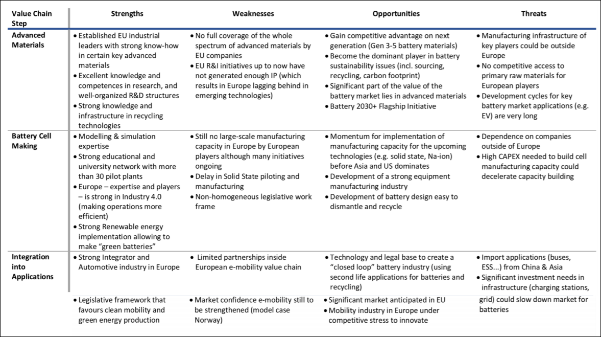 Value Chain Step
Strengths
Weaknesses
Opportunities
Threats
Advanced Materials
• Established EU industrial
leaders with strong know-how
in certain key advanced
materials
• Excellent knowledge and
competences in research, and
well-organized R&D structures
• Strong knowledge and
infrastructure in recycling
technologies
• No full coverage of the whole
spectrum of advanced materials by
EU companies
• EU R&I initiatives up to now have
not generated enough IP (which
results in Europe lagging behind in
emerging technologies)
• Gain competitive advantage on next
generation (Gen 3-5 battery materials)
• Become the dominant player in battery
sustainability issues (incl. sourcing,
recycling, carbon footprint)
• Significant part of the value of the
battery market lies in advanced materials
• Battery 2030+ Flagship Initiative
• Manufacturing Infrastructure of
key players could be outside
Europe
• No competitive access to
primary raw materials for
European players
• Development cycles for key
battery market applications (e.g.
EV) are very long
Battery Cell Making
• Modelling & simulation
expertise
• Strong educational and
university network with more
than 30 pilot plants
• Europe – expertise and players
– is strong in Industry 4.0
(making operations more
efficient)
• Strong Renewable energy
implementation allowing to
make “green batteries”
• Still no large-scale manufacturing
capacity in Europe by European
players although many initiatives
ongoing
• Delay in Solid State piloting and
manufacturing
• Non-homogeneous legislative work
frame
• Momentum for implementation of
manufacturing capacity for the upcoming
technologies (e.g. solid state, Na-ion)
before Asia and US dominates
• Development of a strong equipment
manufacturing industry
• Development of battery design easy to
dismantle and recycle
• Dependence on companies
outside of Europe
• High CAPEX needed to build cell
manufacturing capacity could
decelerate capacity building
Integration into Applications
• Strong Integrator and
Automotive industry in Europe
• Legislative framework that
favours clean mobility and
green energy production
• Limited partnerships inside
European e-mobility value chain
• Market confidence e-mobility still to
be strengthened (model case
Norway)
• Technology and legal base to create a
“closed loop” battery industry (using
second life applications for batteries and
recycling)
• Significant market anticipated in EU
• Mobility industry in Europe under
competitive stress to innovate
• Import applications (buses,
ESS...) from China & Asia
• Significant investment needs in
infrastructure (charging stations,
grid) could slow down market for
batteries